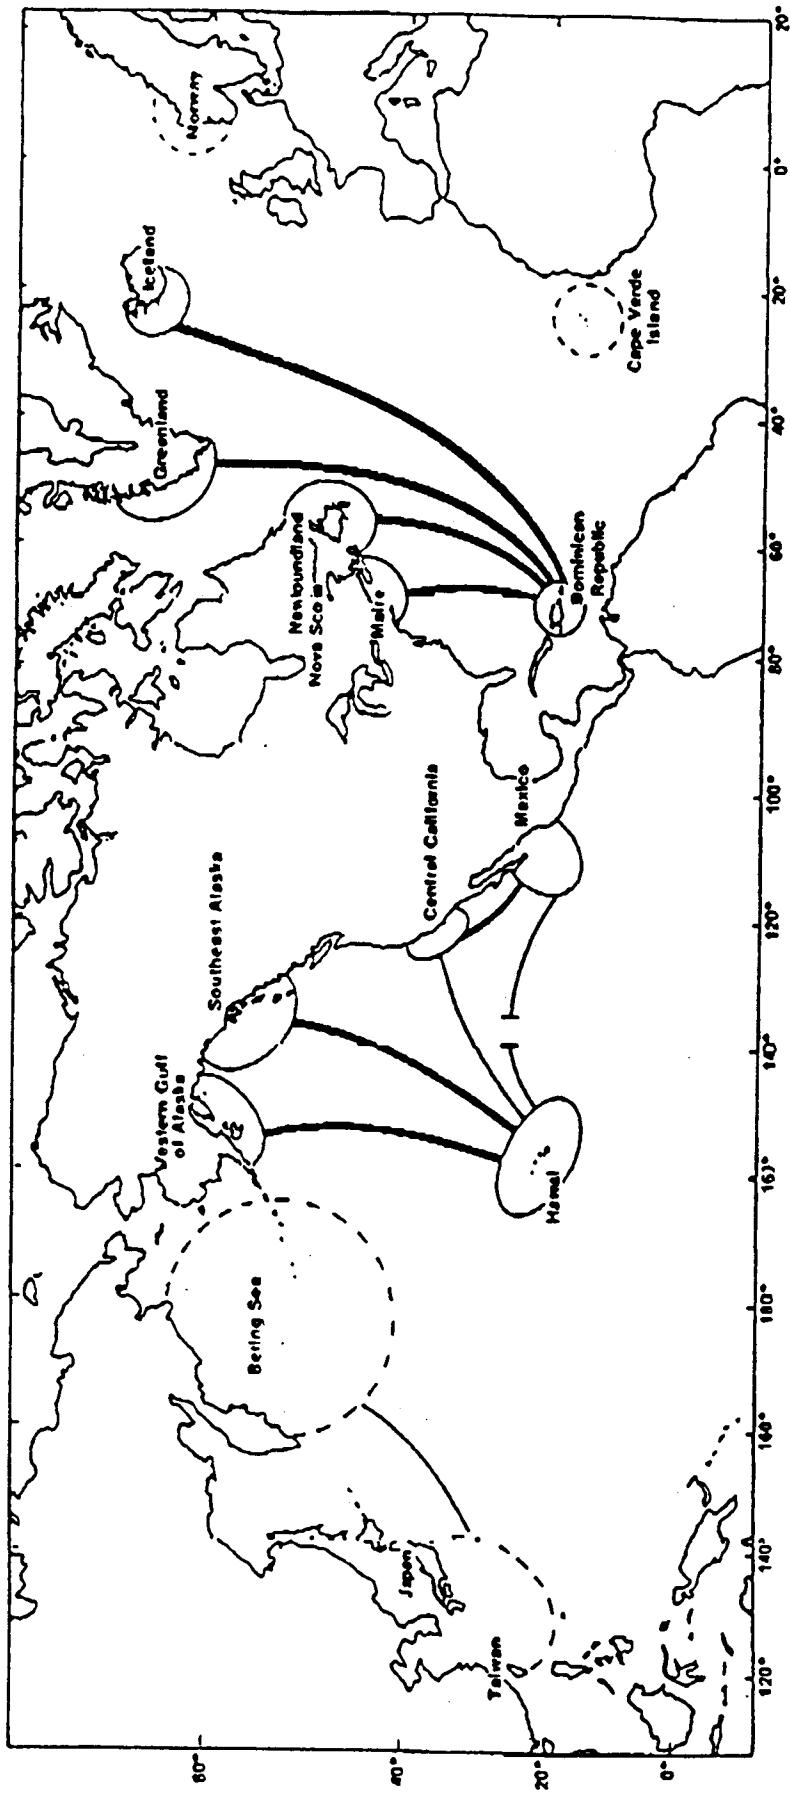 Norway
Iceland
Greenland
Newfoundland
Nova Scotia
Maine
Dominican
Republic
Cape Verde
Island
Southeast Alaska
Western Gulf
of Alaska
Central California
Mexico
Hawaii
Bering Sea
Japan
Taiwan
60°
40°
20°
0°
120°
140°
160°
180°
160°
140°
120°
100°
80°
60°
40°
20°
0°
20°